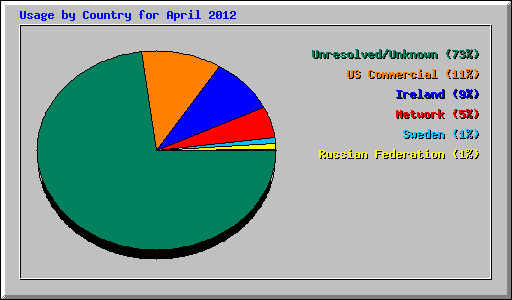 Usage by Country for April 2012
Unresolved/Unknown (73%)
US Commercial (11%)
Ireland (9%)
Network (5%)
Sweden (1%)
Russian Federation (1%)